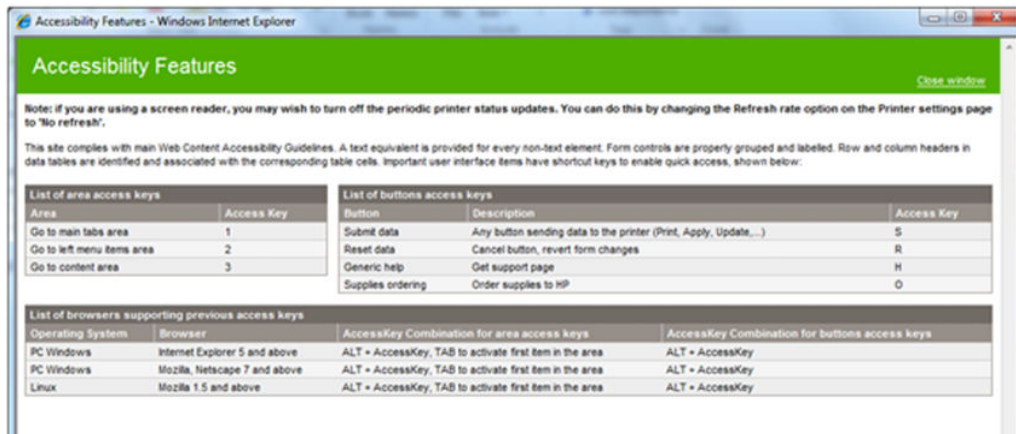 Accessibility Features - Windows Internet Explorer
Accessibility Features
Close window
Note: if you are using a screen reader, you may wish to turn off the periodic printer status updates. You can do this by changing the Refresh rate option on the Printer settings page
to 'No refresh'.
This site complies with main Web Content Accessibility Guidelines. A text equivalent is provided for every non-text element. Form controls are properly grouped and labelled. Row and column headers in
data tables are identified and associated with the corresponding table cells. Important user interface items have shortcut keys to enable quick access, shown below:
List of area access keys
Area Access Key
Go to main tabs area 1
Go to left menu items area 2
Go to content area 3
List of buttons access keys
Button Description Access Key
Submit data Any button sending data to the printer (Print, Apply, Update,...) S
Reset data Cancel button, revert form changes R
Generic help Get support page H
Supplies ordering Order supplies to HP O
List of browsers supporting previous access keys
Operating System Browser AccessKey Combination for area access keys AccessKey Combination for buttons access keys
PC Windows Internet Explorer 5 and above ALT + AccessKey, TAB to activate first item in the area ALT + AccessKey
PC Windows Mozilla, Netscape 7 and above ALT + AccessKey, TAB to activate first item in the area ALT + AccessKey
Linux Mozilla 1.5 and above ALT + AccessKey, TAB to activate first item in the area ALT + AccessKey